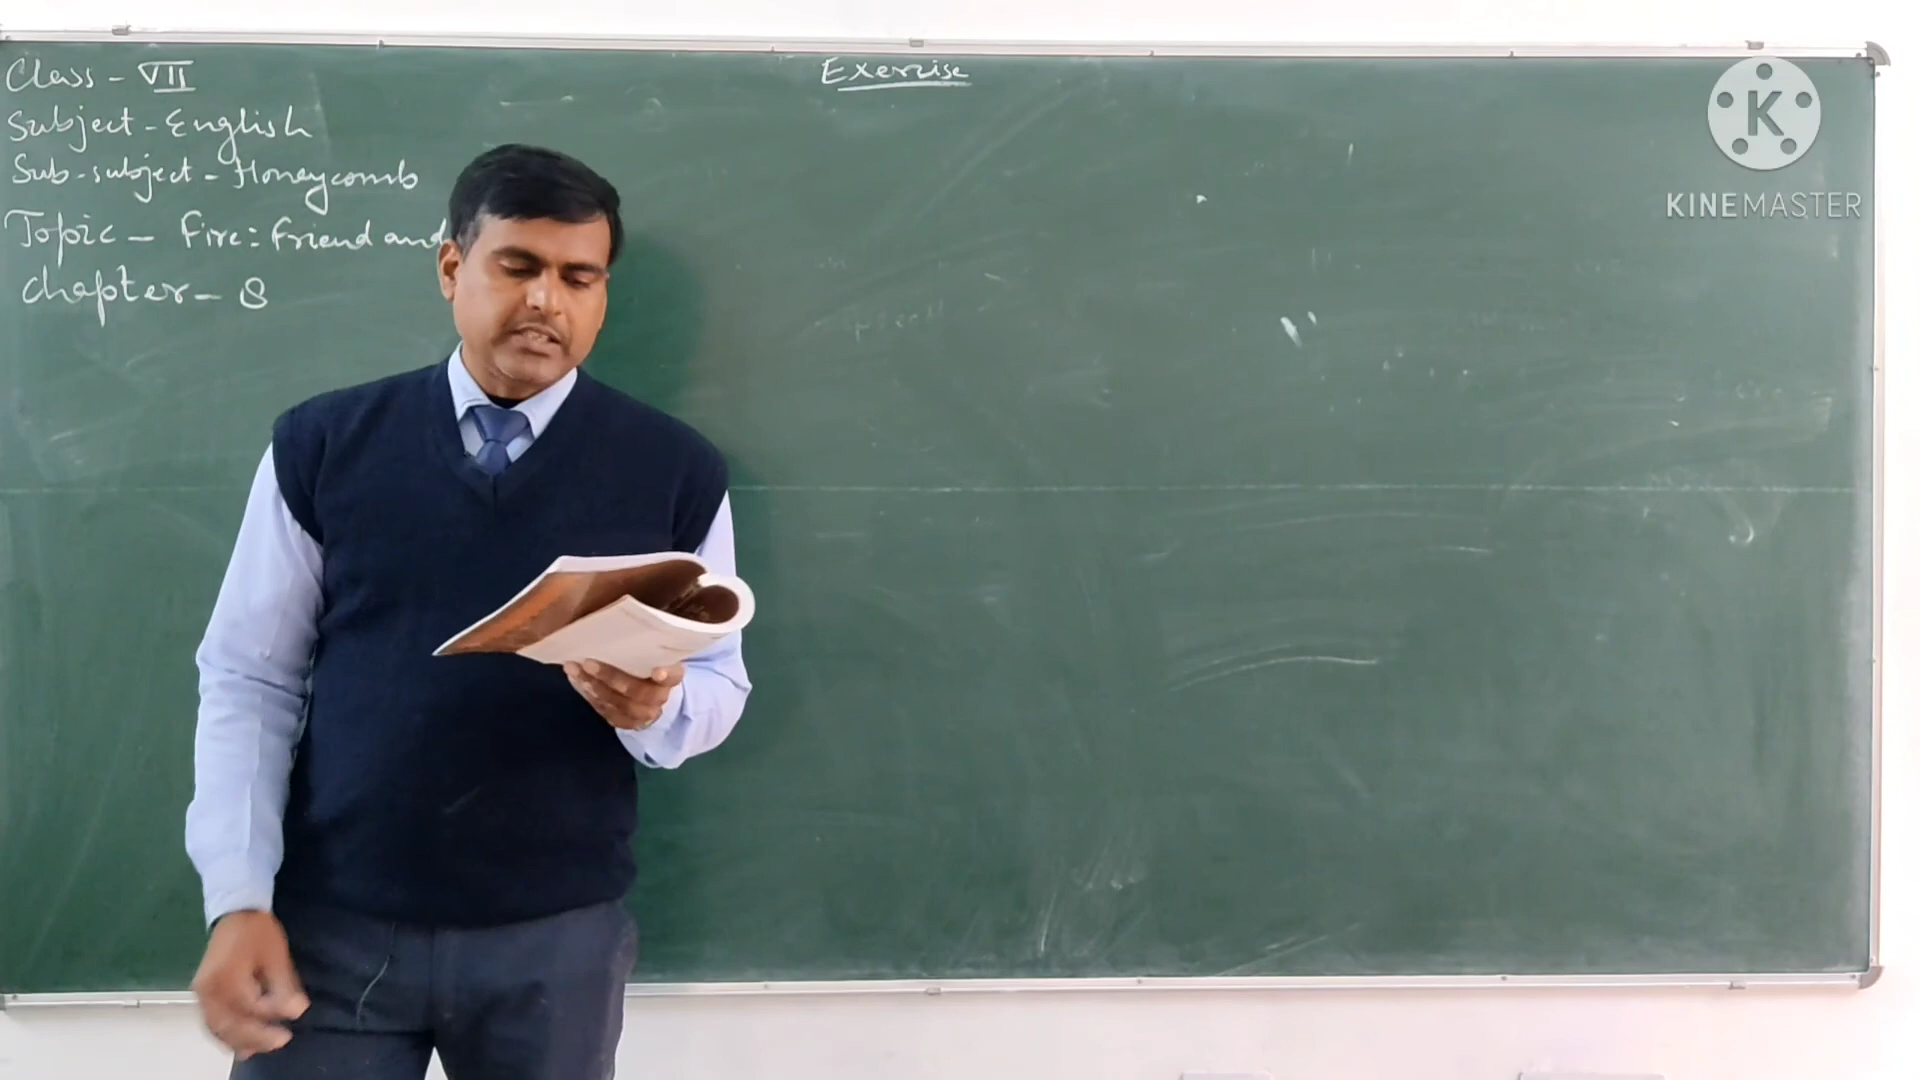 Class - VII
Subject - English
Sub-subject - Honeycomb
Topic - Fire: Friend and
Chapter - 8
Exercise
K
KINEMASTER